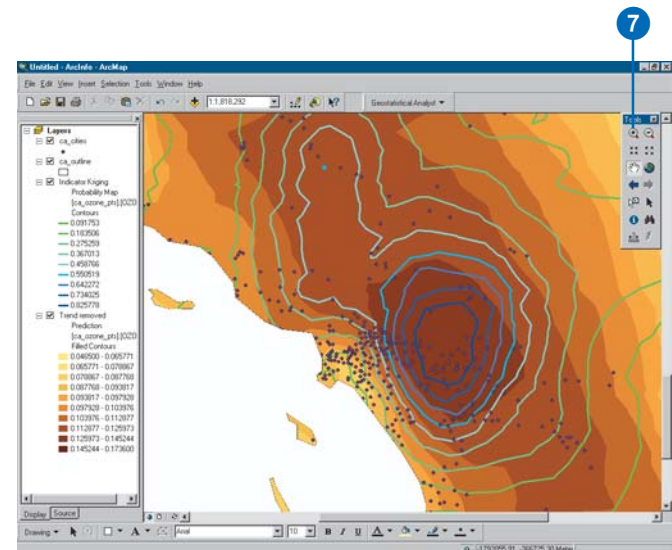 7
Untitled - ArcInfo - ArcMap
File Edit View Insert Selection Tools Window Help
1:1,818,292
Geostatistical Analyst
Tools
Layers
ca_cities
ca_outline
Indicator Kriging
Probability Map
[ca_ozone_pts].[OZO
Contours
0.091753
0.183506
0.275259
0.367013
0.458766
0.550519
0.642272
0.734025
0.825778
Trend removed
Prediction
[ca_ozone_pts].[OZO
Filled Contours
0.046500 - 0.065771
0.065771 - 0.078867
0.078867 - 0.087768
0.087768 - 0.093817
0.093817 - 0.097928
0.097928 - 0.103976
0.103976 - 0.112877
0.112877 - 0.125973
0.125973 - 0.145244
0.145244 - 0.173600
Display Source
Drawing A Arial 10 B I U A